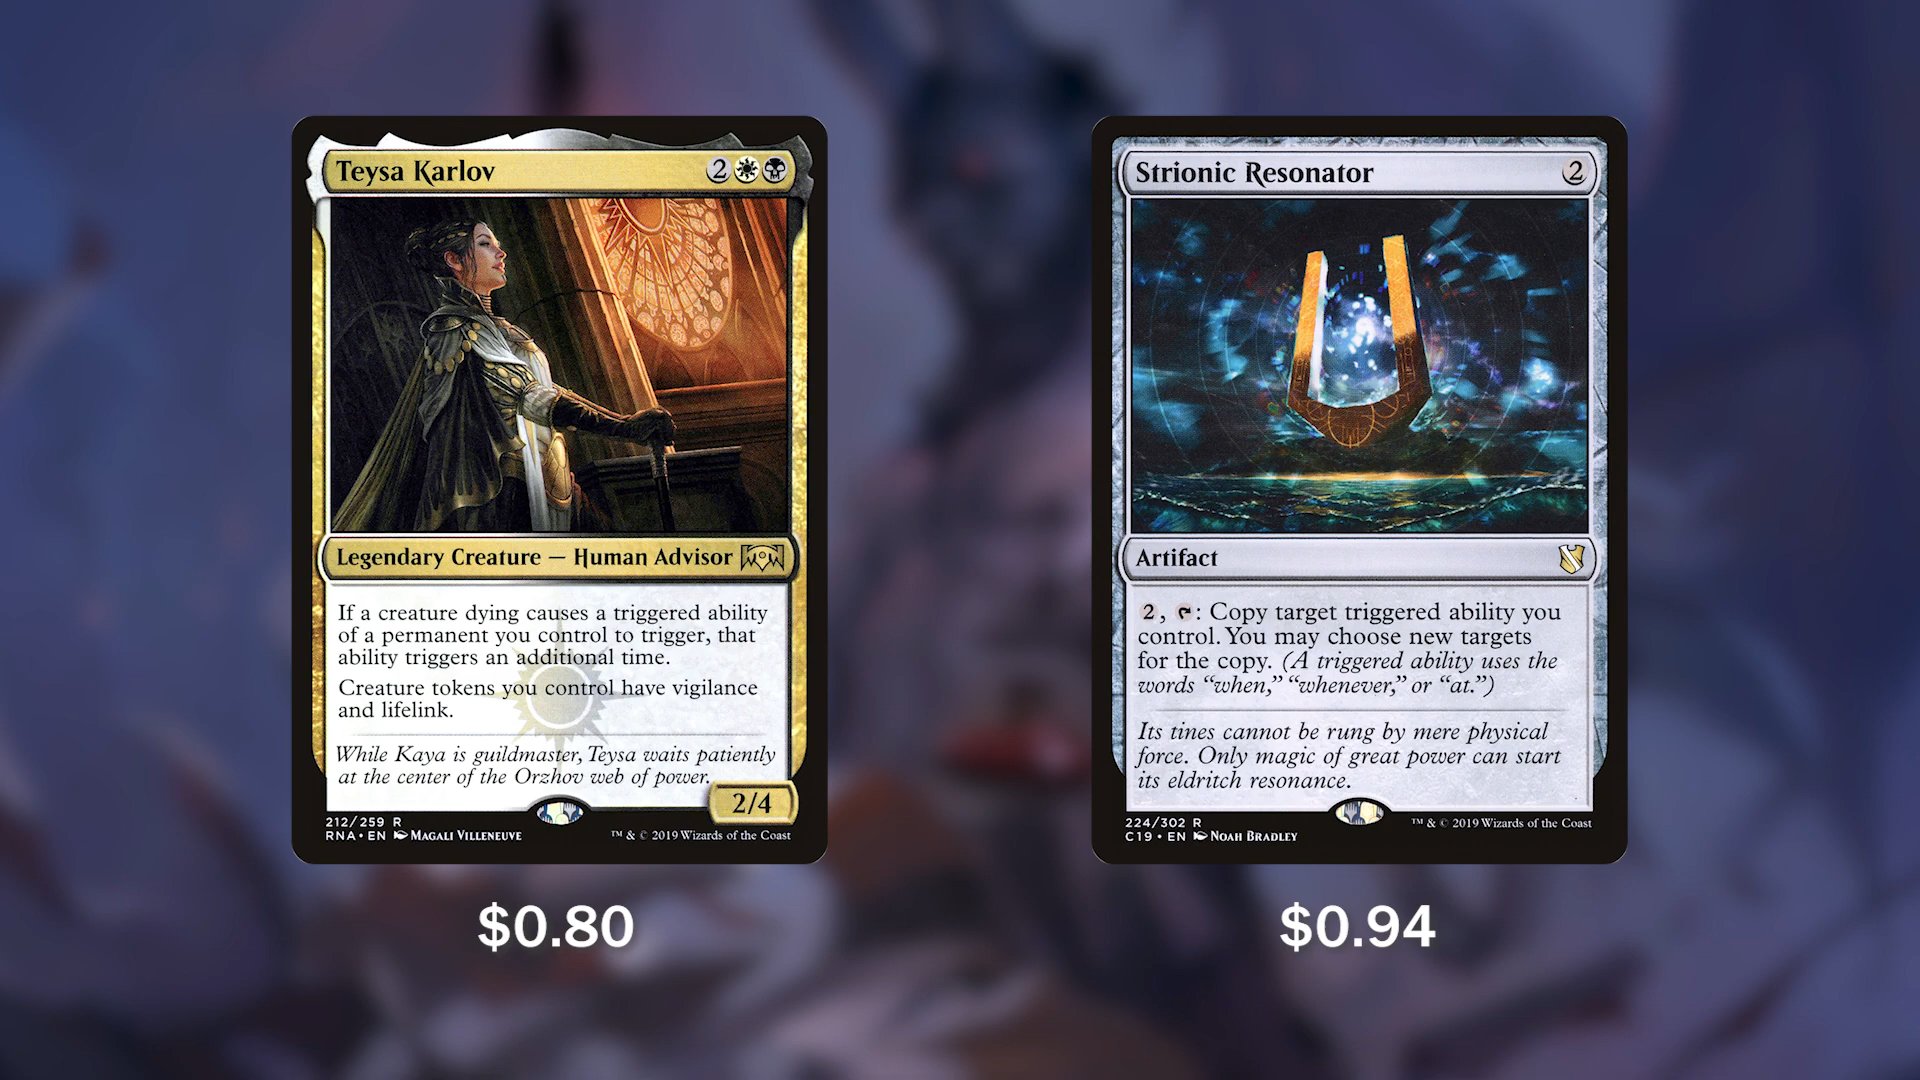 Teysa Karlov 2
Legendary Creature — Human Advisor
If a creature dying causes a triggered ability
of a permanent you control to trigger, that
ability triggers an additional time.
Creature tokens you control have vigilance
and lifelink.
While Kaya is guildmaster, Teysa waits patiently
at the center of the Orzhov web of power.
2/4
212/259 R
RNA • EN Magali Villeneuve
™ & © 2019 Wizards of the Coast
$0.80
Strionic Resonator 2
Artifact
2, : Copy target triggered ability you
control. You may choose new targets
for the copy. (A triggered ability uses the
words “when,” “whenever,” or “at.”)
Its tines cannot be rung by mere physical
force. Only magic of great power can start
its eldritch resonance.
224/302 R
C19 • EN Noah Bradley
™ & © 2019 Wizards of the Coast
$0.94